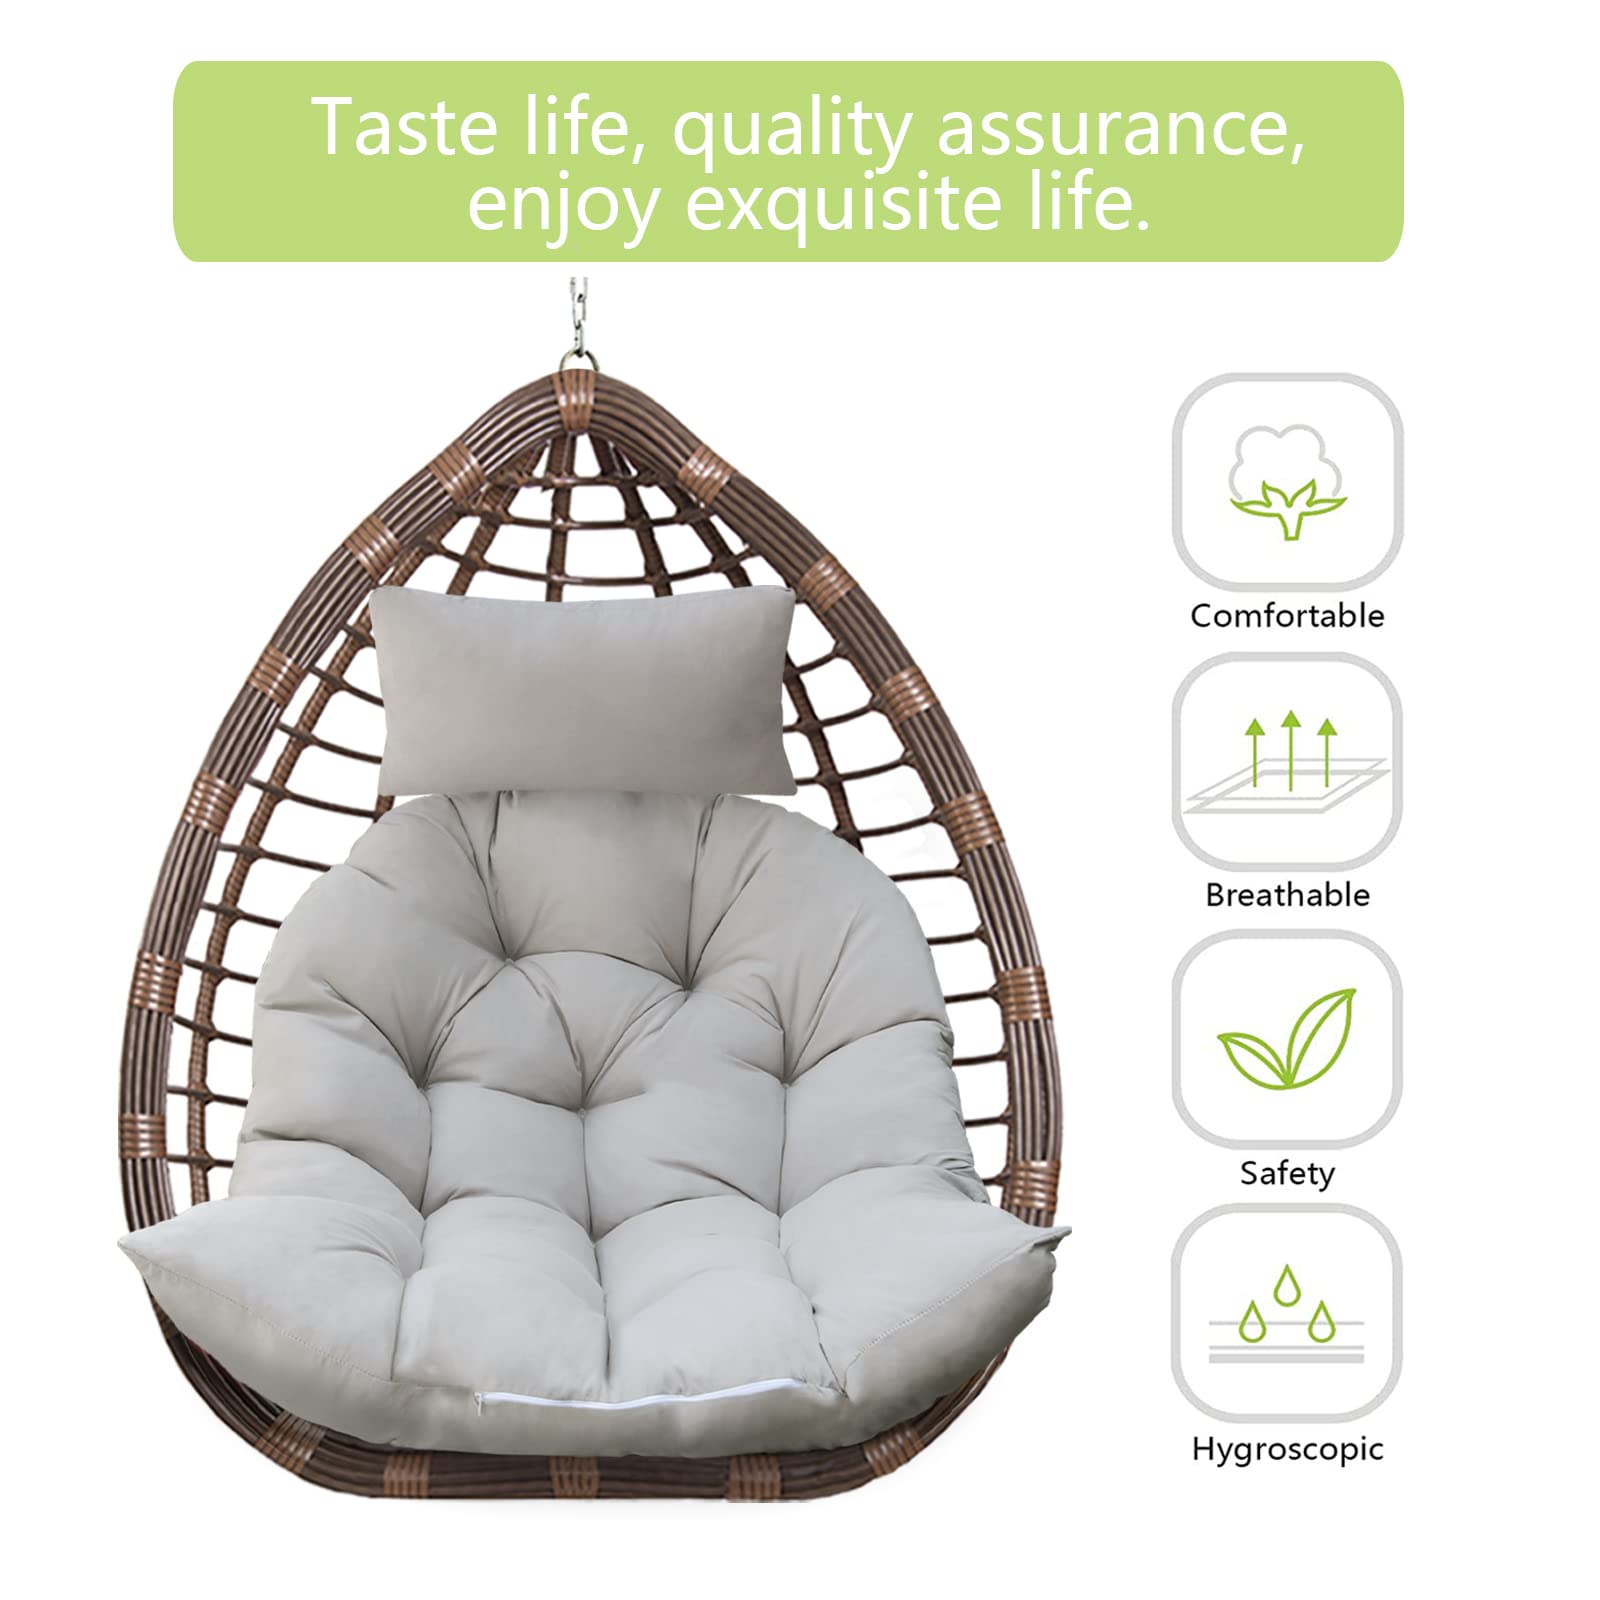 Taste life, quality assurance,
enjoy exquisite life.
Comfortable
Breathable
Safety
Hygroscopic